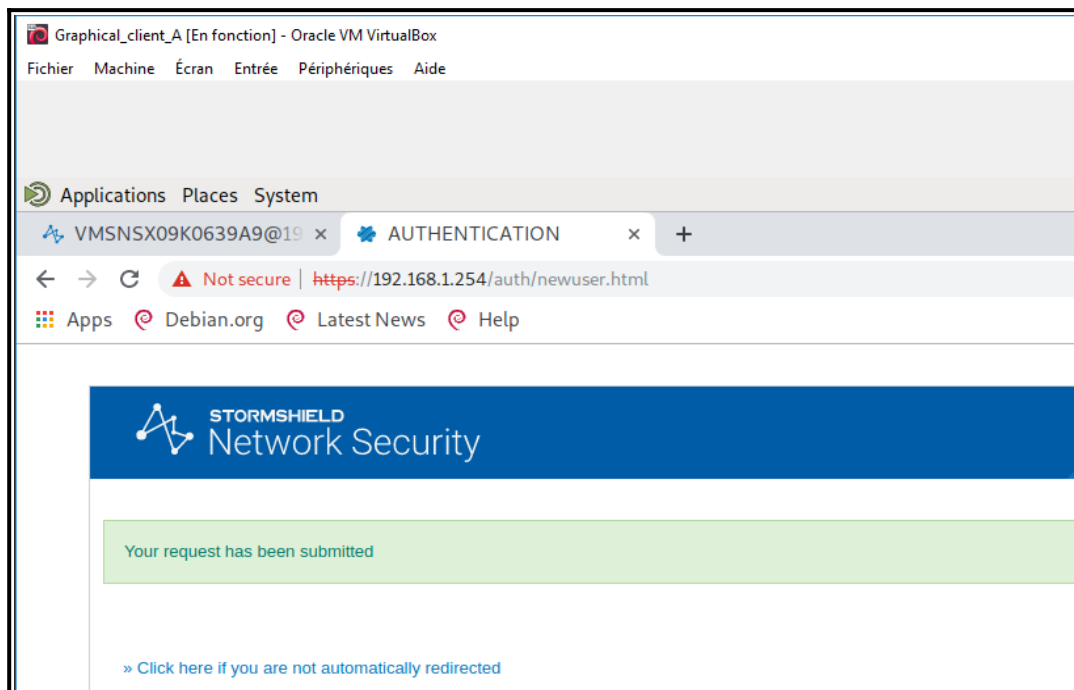 Graphical_client_A [En fonction] - Oracle VM VirtualBox
Fichier Machine Écran Entrée Périphériques Aide
Applications Places System
VMSNSX09K0639A9@19 × AUTHENTICATION × +
Not secure | https://192.168.1.254/auth/newuser.html
Apps Debian.org Latest News Help
STORMSHIELD
Network Security
Your request has been submitted
» Click here if you are not automatically redirected